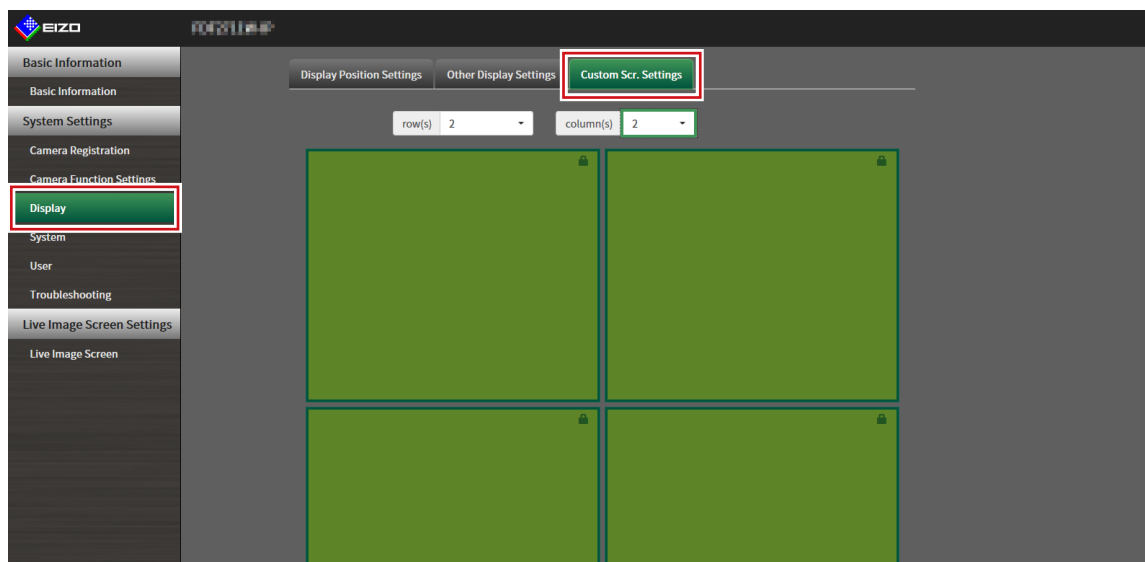 EIZO
Basic Information
Basic Information
System Settings
Camera Registration
Camera Function Settings
Display
System
User
Troubleshooting
Live Image Screen Settings
Live Image Screen
Display Position Settings Other Display Settings Custom Scr. Settings
row(s) 2 column(s) 2